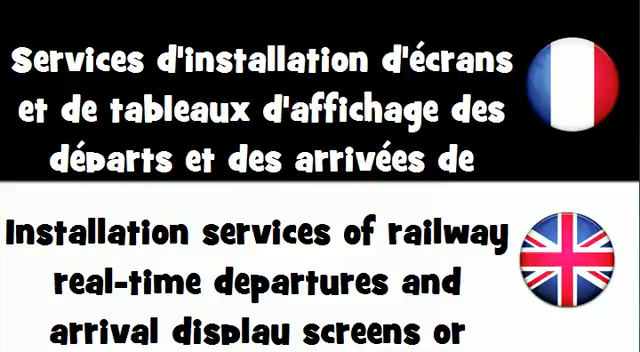 Services d'installation d'écrans
et de tableaux d'affichage des
départs et des arrivées de
Installation services of railway
real-time departures and
arrival display screens or